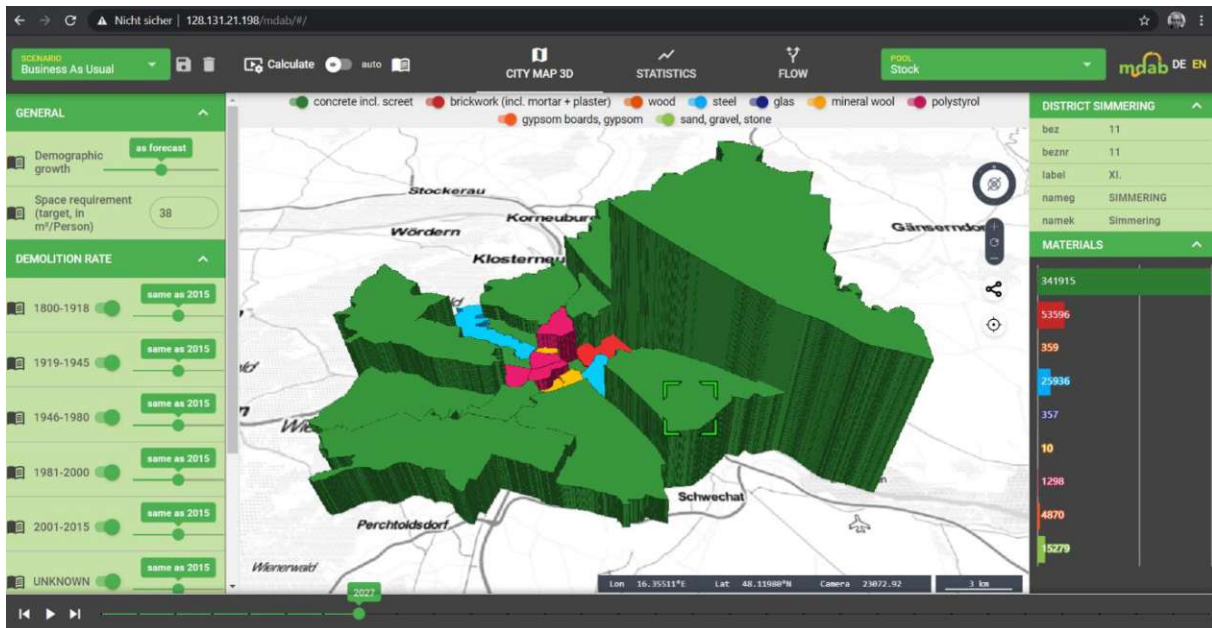 Nicht sicher | 128.131.21.198/mdab/#/
SCENARIO
Business As Usual
Calculate auto
CITY MAP 3D
STATISTICS
FLOW
POOL
Stock
mdab DE EN
GENERAL
Demographic growth
as forecast
Space requirement
(target, in
m²/Person)
38
DEMOLITION RATE
same as 2015
1800-1918
same as 2015
1919-1945
same as 2015
1946-1980
same as 2015
1981-2000
same as 2015
2001-2015
same as 2015
UNKNOWN
concrete incl. screet brickwork (incl. mortar + plaster) wood steel glas mineral wool polystyrol
gypsom boards, gypsom sand, gravel, stone
Stockerau
Korneuburg
Wördern
Gänserndo
Klosterneu
Schwechat
Perchtoldsdorf
Wienerwald
Lon 16.35511°E Lat 48.11980°N Camera 23072.92
3 km
DISTRICT SIMMERING
bez 11
beznr 11
label XI.
nameg SIMMERING
namek Simmering
MATERIALS
341915
53596
359
25936
357
10
1298
4870
15279
2027